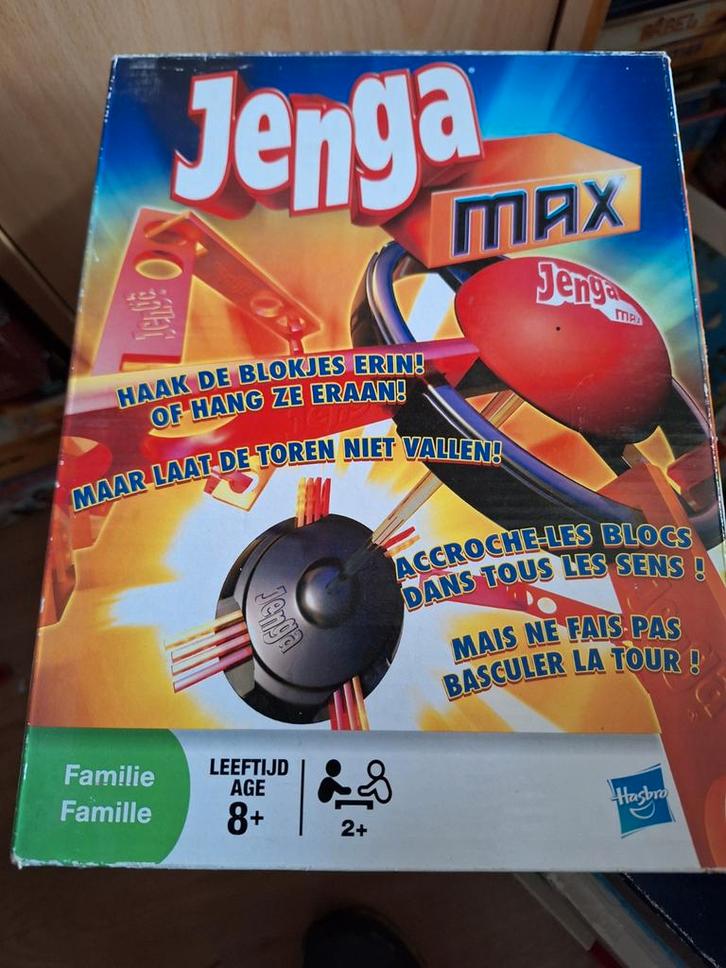 BABEL
Jenga
MAX
Jenga
Jenga
MAX
HAAK DE BLOKJES ERIN!
OF HANG ZE ERAAN!
MAAR LAAT DE TOREN NIET VALLEN!
Jenga
ACCROCHE-LES BLOCS
DANS TOUS LES SENS !
MAIS NE FAIS PAS
BASCULER LA TOUR !
Familie
Famille
LEEFTIJD
AGE
8+
2+
Hasbro